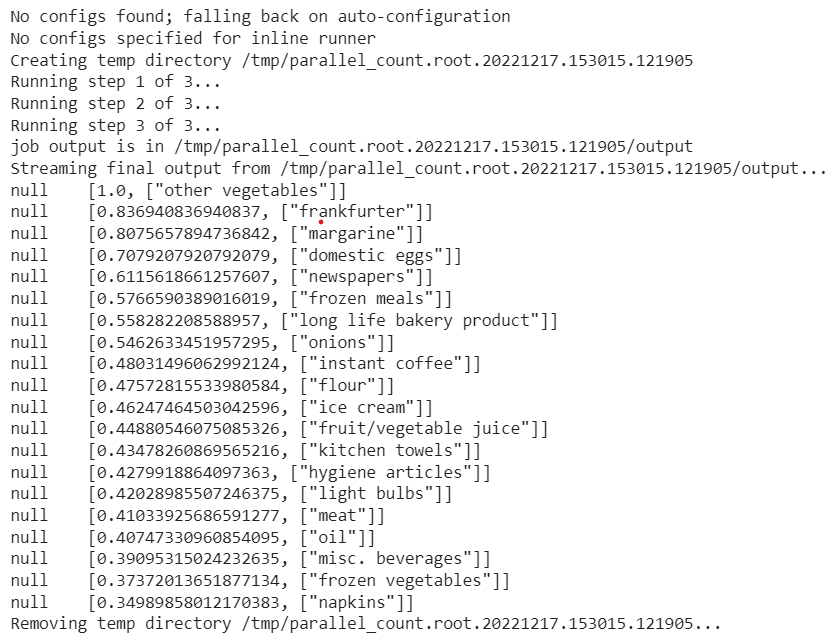 No configs found; falling back on auto-configuration
No configs specified for inline runner
Creating temp directory /tmp/parallel_count.root.20221217.153015.121905
Running step 1 of 3...
Running step 2 of 3...
Running step 3 of 3...
job output is in /tmp/parallel_count.root.20221217.153015.121905/output
Streaming final output from /tmp/parallel_count.root.20221217.153015.121905/output...
null    [1.0, ["other vegetables"]]
null    [0.836940836940837, ["frankfurter"]]
null    [0.8075657894736842, ["margarine"]]
null    [0.7079207920792079, ["domestic eggs"]]
null    [0.6115618661257607, ["newspapers"]]
null    [0.5766590389016019, ["frozen meals"]]
null    [0.558282208588957, ["long life bakery product"]]
null    [0.5462633451957295, ["onions"]]
null    [0.48031496062992124, ["instant coffee"]]
null    [0.47572815533980584, ["flour"]]
null    [0.46247464503042596, ["ice cream"]]
null    [0.44880546075085326, ["fruit/vegetable juice"]]
null    [0.43478260869565216, ["kitchen towels"]]
null    [0.4279918864097363, ["hygiene articles"]]
null    [0.42028985507246375, ["light bulbs"]]
null    [0.41033925686591277, ["meat"]]
null    [0.40747330960854095, ["oil"]]
null    [0.39095315024232635, ["misc. beverages"]]
null    [0.37372013651877134, ["frozen vegetables"]]
null    [0.34989858012170383, ["napkins"]]
Removing temp directory /tmp/parallel_count.root.20221217.153015.121905...